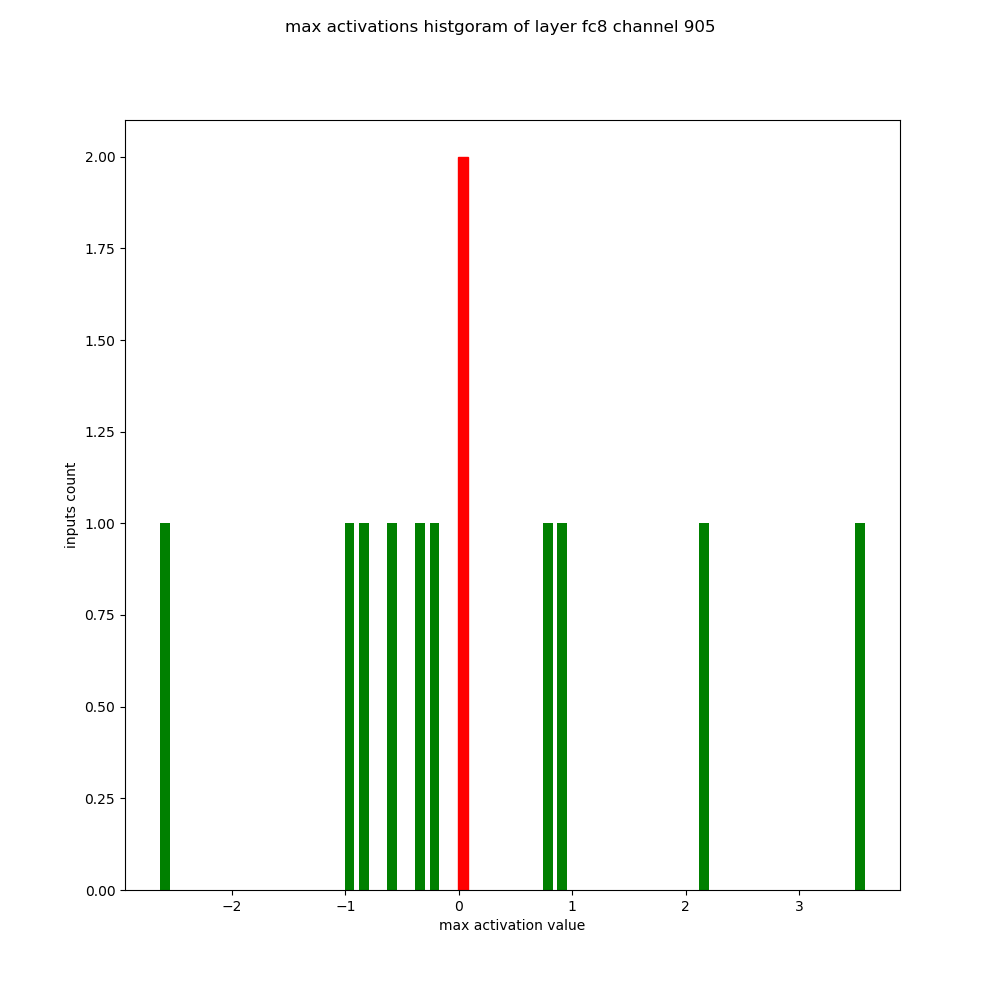 max activations histgoram of layer fc8 channel 905
2.00
1.75
1.50
1.25
1.00
0.75
0.50
0.25
0.00
inputs count
−2 −1 0 1 2 3
max activation value